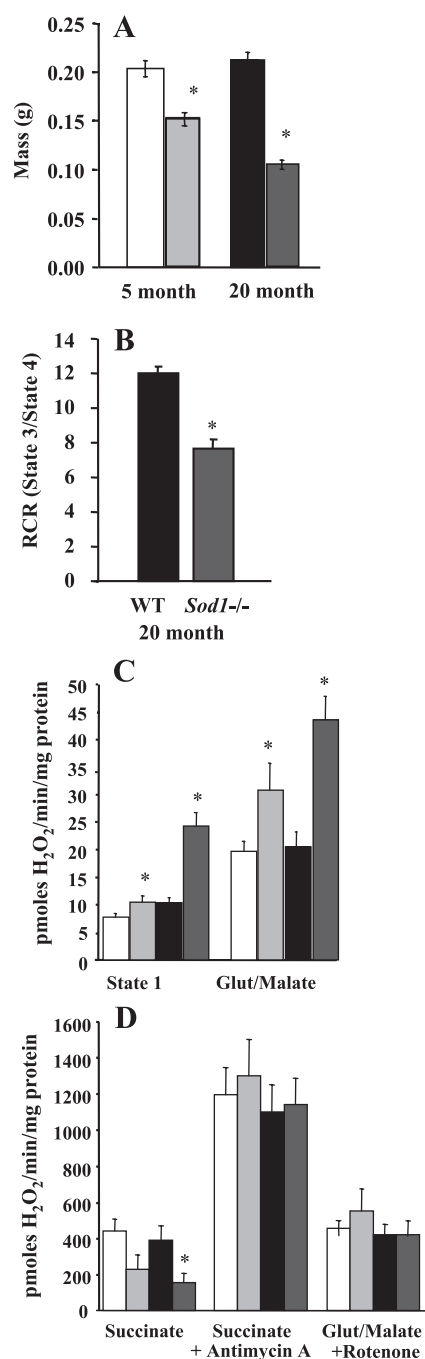 A
Mass (g)
0.25
0.20
0.15
0.10
0.05
0.00
*
*
5 month
20 month
B
RCR (State 3/State 4)
14
12
10
8
6
4
2
0
*
WT
Sod1-/-
20 month
C
pmoles H₂O₂/min/mg protein
50
45
40
35
30
25
20
15
10
5
0
*
*
*
*
State 1
Glut/Malate
D
pmoles H₂O₂/min/mg protein
1600
1400
1200
1000
800
600
400
200
0
*
Succinate
Succinate
+ Antimycin A
Glut/Malate
+Rotenone